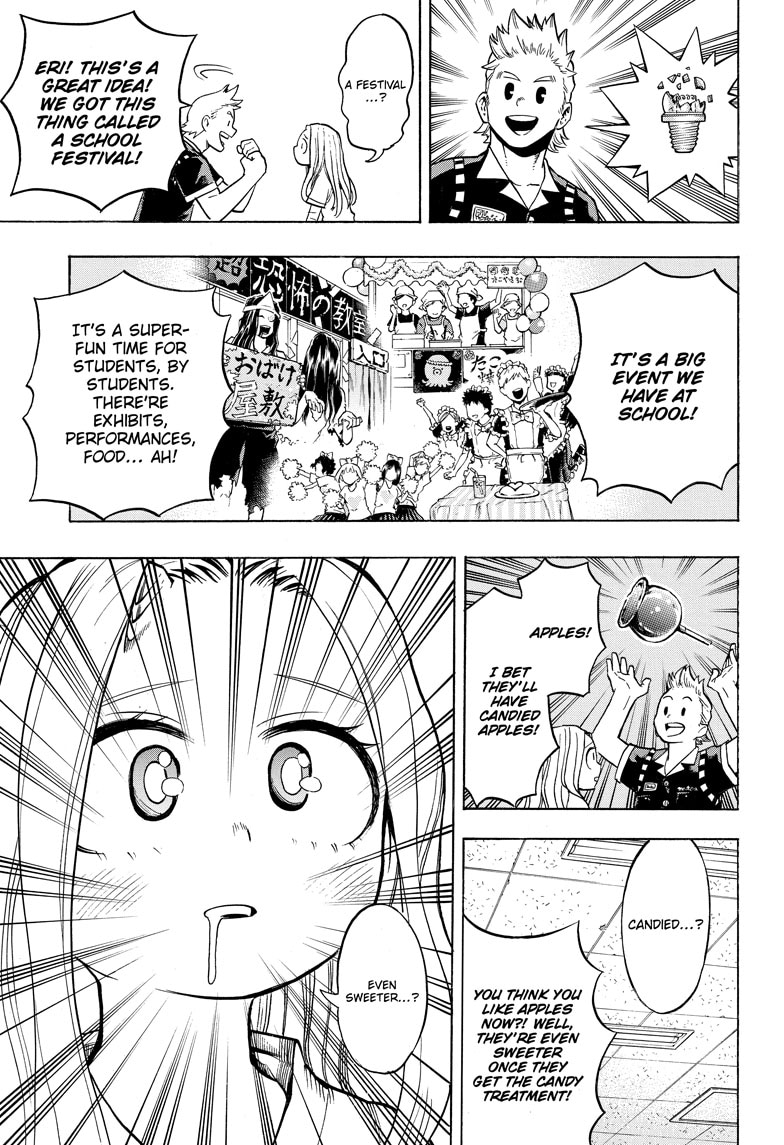 ERI! THIS'S A
GREAT IDEA!
WE GOT THIS
THING CALLED
A SCHOOL
FESTIVAL!
A FESTIVAL
...?
IT'S A BIG
EVENT WE
HAVE AT
SCHOOL!
超
恐怖の教室
入口
おばけ
屋敷
たこ
IT'S A SUPER-
FUN TIME FOR
STUDENTS, BY
STUDENTS.
THERE'RE
EXHIBITS,
PERFORMANCES,
FOOD... AH!
APPLES!
I BET
THEY'LL
HAVE
CANDIED
APPLES!
CANDIED...?
YOU THINK YOU
LIKE APPLES
NOW?! WELL,
THEY'RE EVEN
SWEETER
ONCE THEY
GET THE CANDY
TREATMENT!
EVEN
SWEETER...?